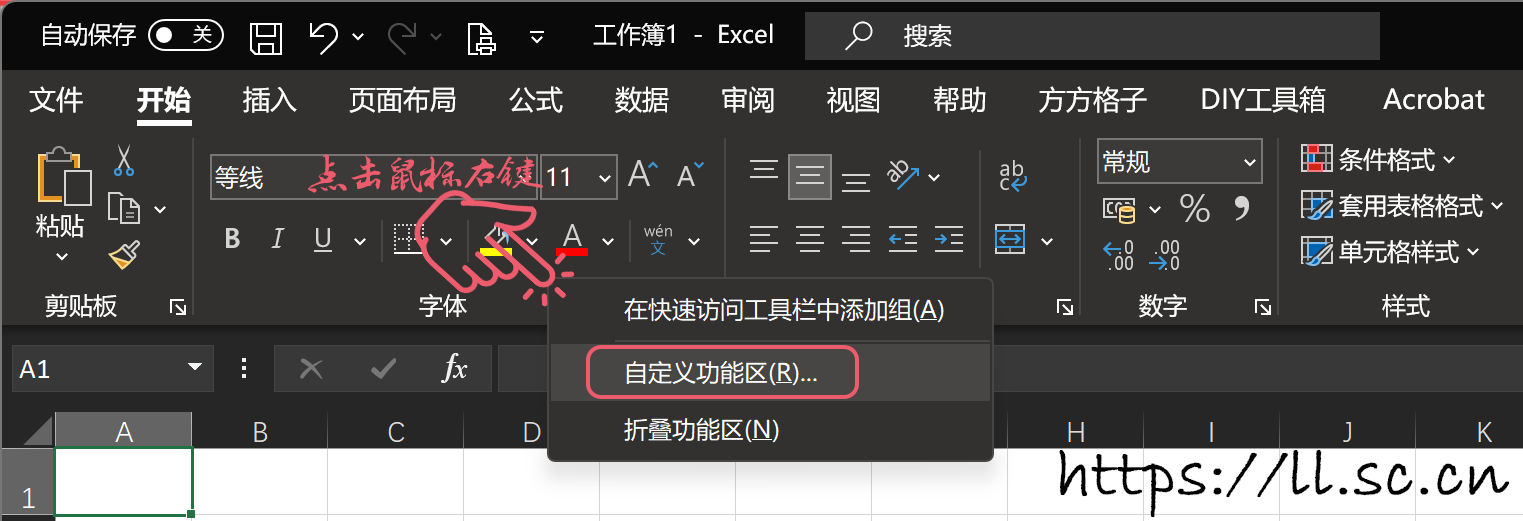 自动保存 关 工作簿1 - Excel 搜索
文件 开始 插入 页面布局 公式 数据 审阅 视图 帮助 方方格子 DIY工具箱 Acrobat
等线 点击鼠标右键 11 A A ab c 常规 条件格式
粘贴 % 套用表格格式
B I U A wén 文 ←0 .00 .00 →.0 单元格样式
剪贴板 字体 数字 样式
在快速访问工具栏中添加组(A)
A1 fx 自定义功能区(R)...
折叠功能区(N)
A B C D H I J K
1 https://ll.sc.cn